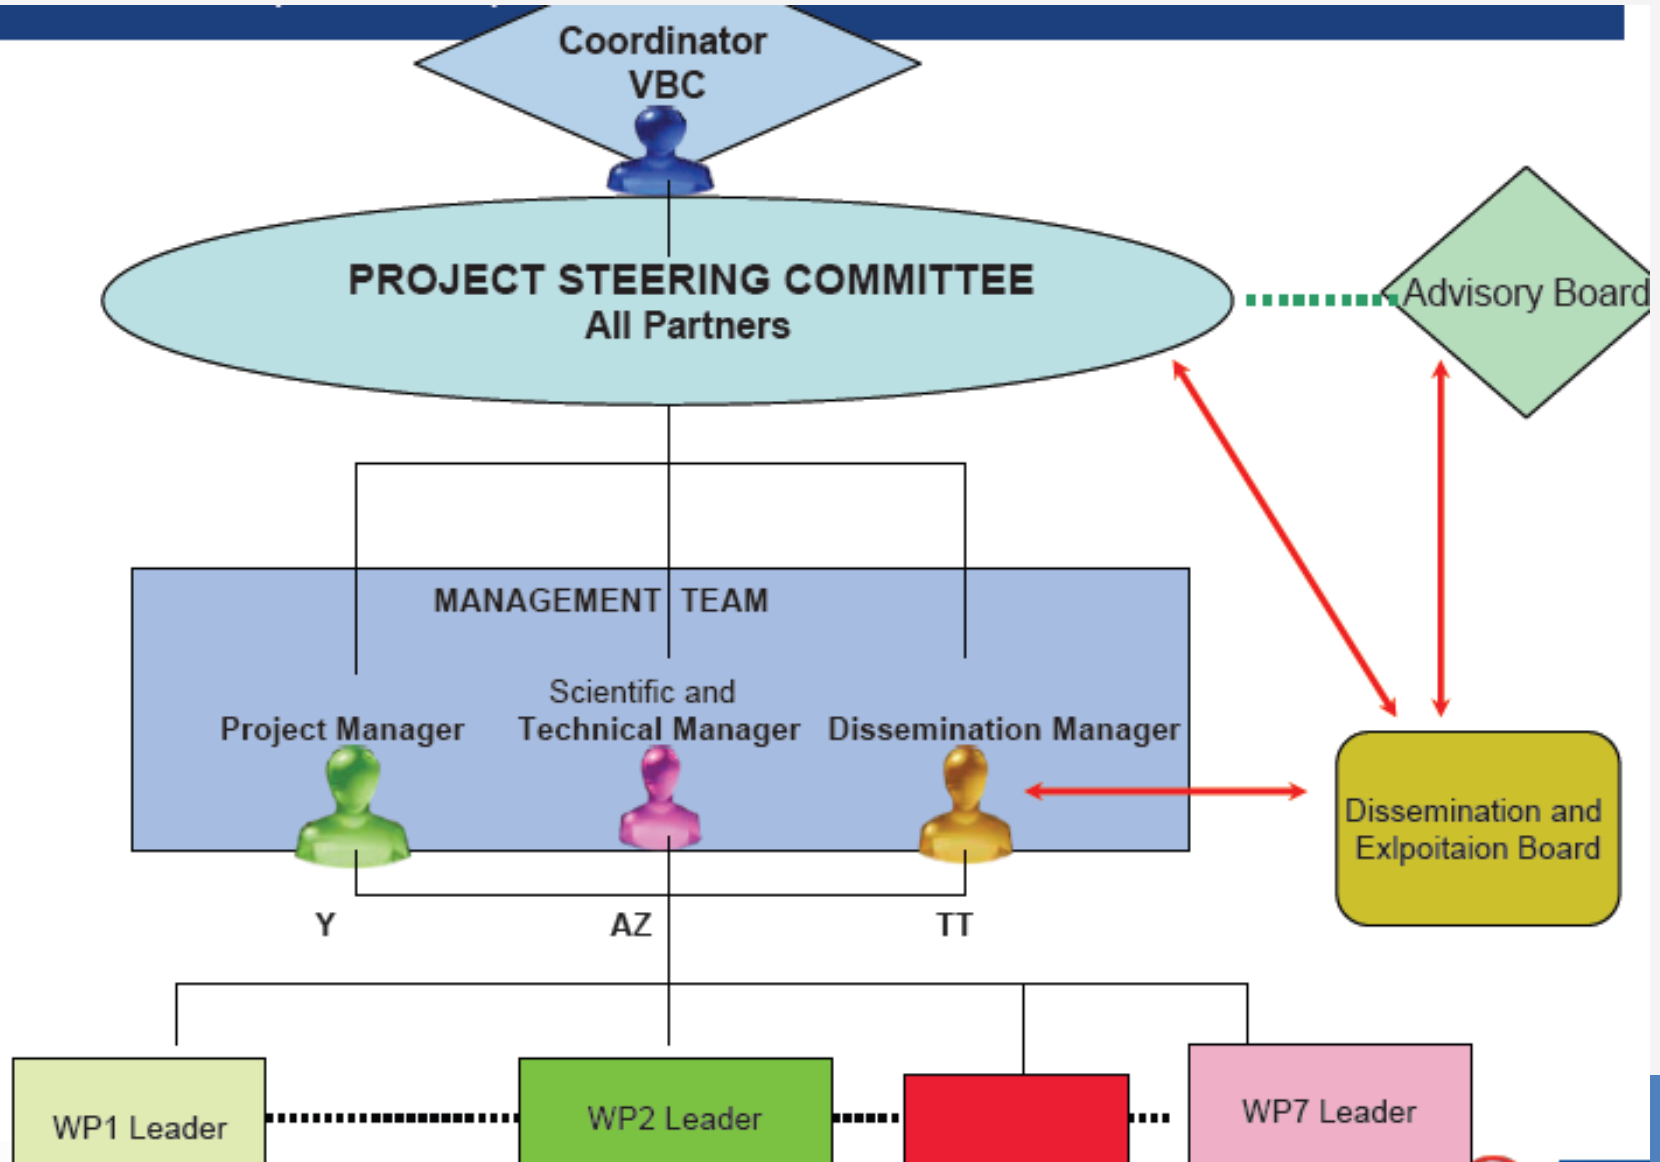 Coordinator
VBC
PROJECT STEERING COMMITTEE
All Partners
Advisory Board
MANAGEMENT TEAM
Project Manager
Scientific and
Technical Manager
Dissemination Manager
Dissemination and
Exlpoitaion Board
Y
AZ
TT
WP1 Leader
WP2 Leader
WP7 Leader